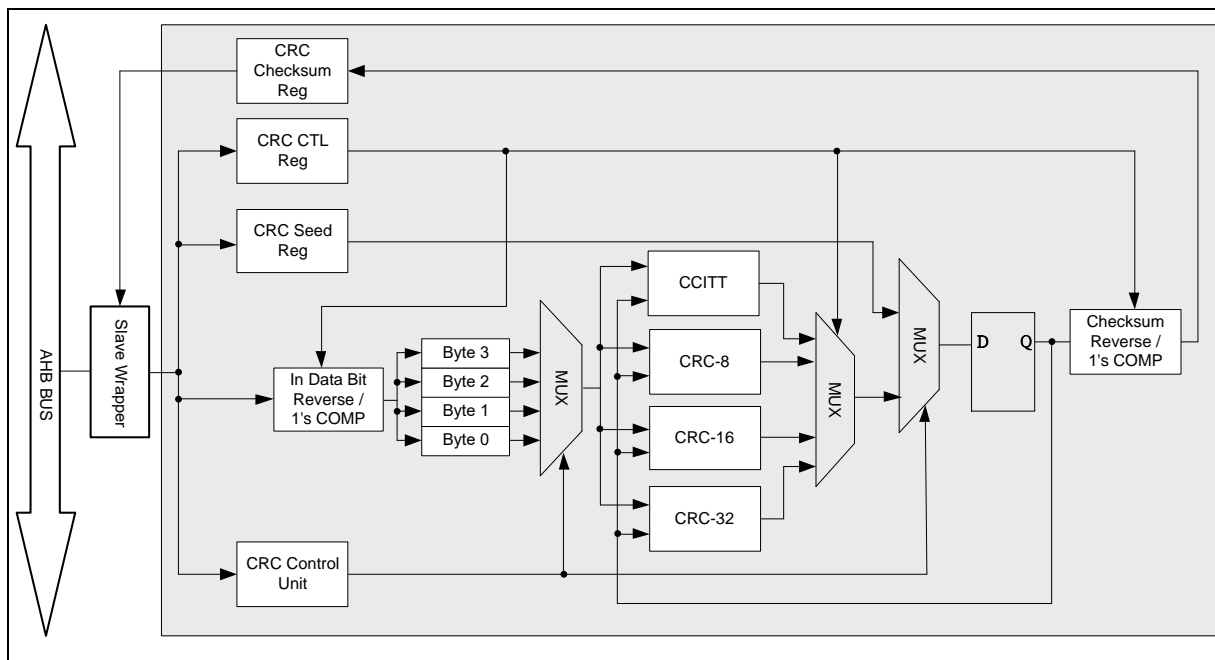 CRC
Checksum
Reg
CRC CTL
Reg
CRC Seed
Reg
AHB BUS
Slave Wrapper
In Data Bit
Reverse /
1's COMP
Byte 3
Byte 2
Byte 1
Byte 0
MUX
CCITT
CRC-8
CRC-16
CRC-32
MUX
MUX
D Q
Checksum
Reverse /
1's COMP
CRC Control
Unit